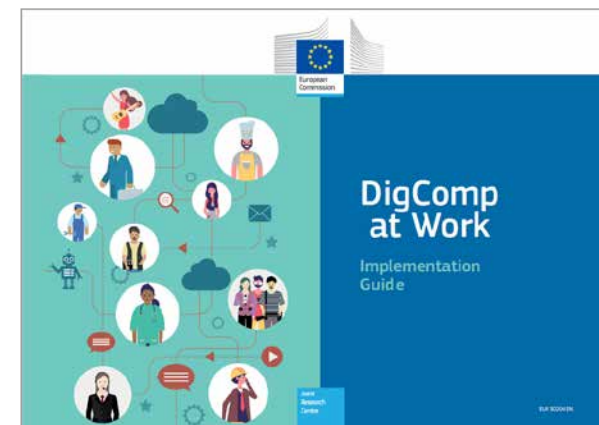 European
Commission
DigComp
at Work
Implementation
Guide
Joint
Research
Centre